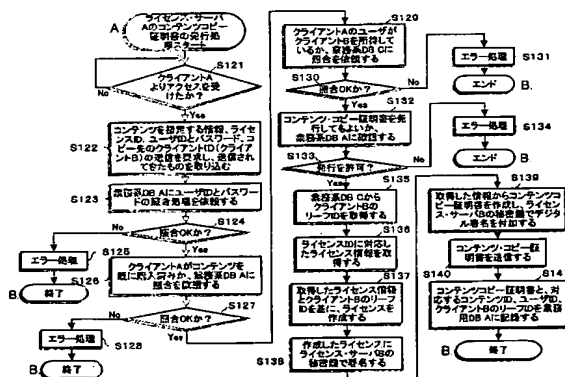 A
ライセンス・サーバ
Aのコンテンツコピー
証明書の発行処
理スタート
S121
クライアントA
よりアクセスを受
けたか?
No
Yes
コンテンツを指定する情報、ライセ
ンスID、ユーザIDとパスワード、コ
ピー先のクライアントID(クライア
ントB)の送信を要求し、送信され
てきたものを取り込む
S122
業務系DB AにユーザIDとパスワー
ドの照合処理を依頼する
S123
S124
照合OKか?
No
Yes
エラー処理
S125
B.
終了
クライアントAがコンテンツを
既に購入済みか、業務系DB Aに
照合を依頼する
S126
S127
照合OKか?
No
Yes
エラー処理
S128
B.
終了
S129
クライアントAのユーザが
クライアントBを所持して
いるか、業務系DB Cに
照合を依頼する
S130
照合OKか?
No
Yes
エラー処理
S131
エンド
B.
S132
コンテンツ・コピー証明書を発
行してもよいか、業務系DB Aに確認する
S133
発行を許可?
No
Yes
エラー処理
S134
エンド
B.
S135
業務系DB Cから
クライアントBの
リーフIDを取得する
S136
ライセンスIDに対応し
たライセンス情報を取
得する
S137
取得したライセンス情報
とクライアントBのリーフ
IDを基に、ライセンスを
作成する
作成したライセンスに
ライセンス・サーバBの
秘密鍵で署名する
S138
S139
取得した情報からコンテンツコ
ピー証明書を作成し、ライセン
ス・サーバBの秘密鍵でデジタル
署名を付加する
コンテンツ・コピー証
明書を送信する
S140
S141
コンテンツコピー証明書と、対
応するコンテンツID、ユーザID、
クライアントBのリーフIDを業務
用DB Aに記録する
B.
終了